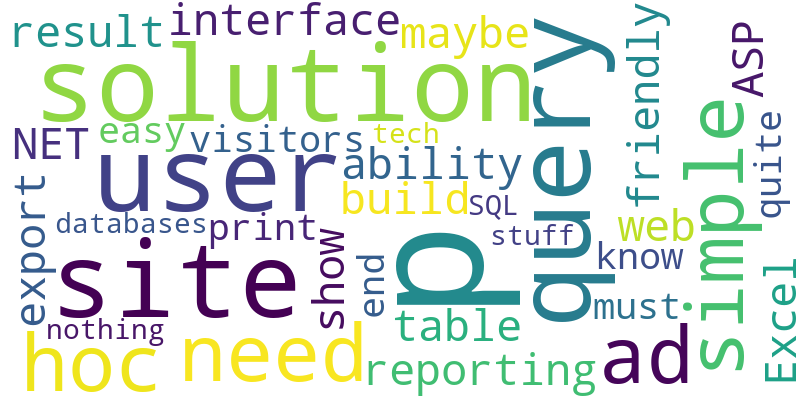 result
interface
maybe
solution
query
friendly
ASP
NET
easy
visitors
tech
simple
quite
user
ability
build
SQL
export
databases
print
stuff
web
site
show
end
p
know
must
Excel
nothing
table
hoc
need
reporting
ad